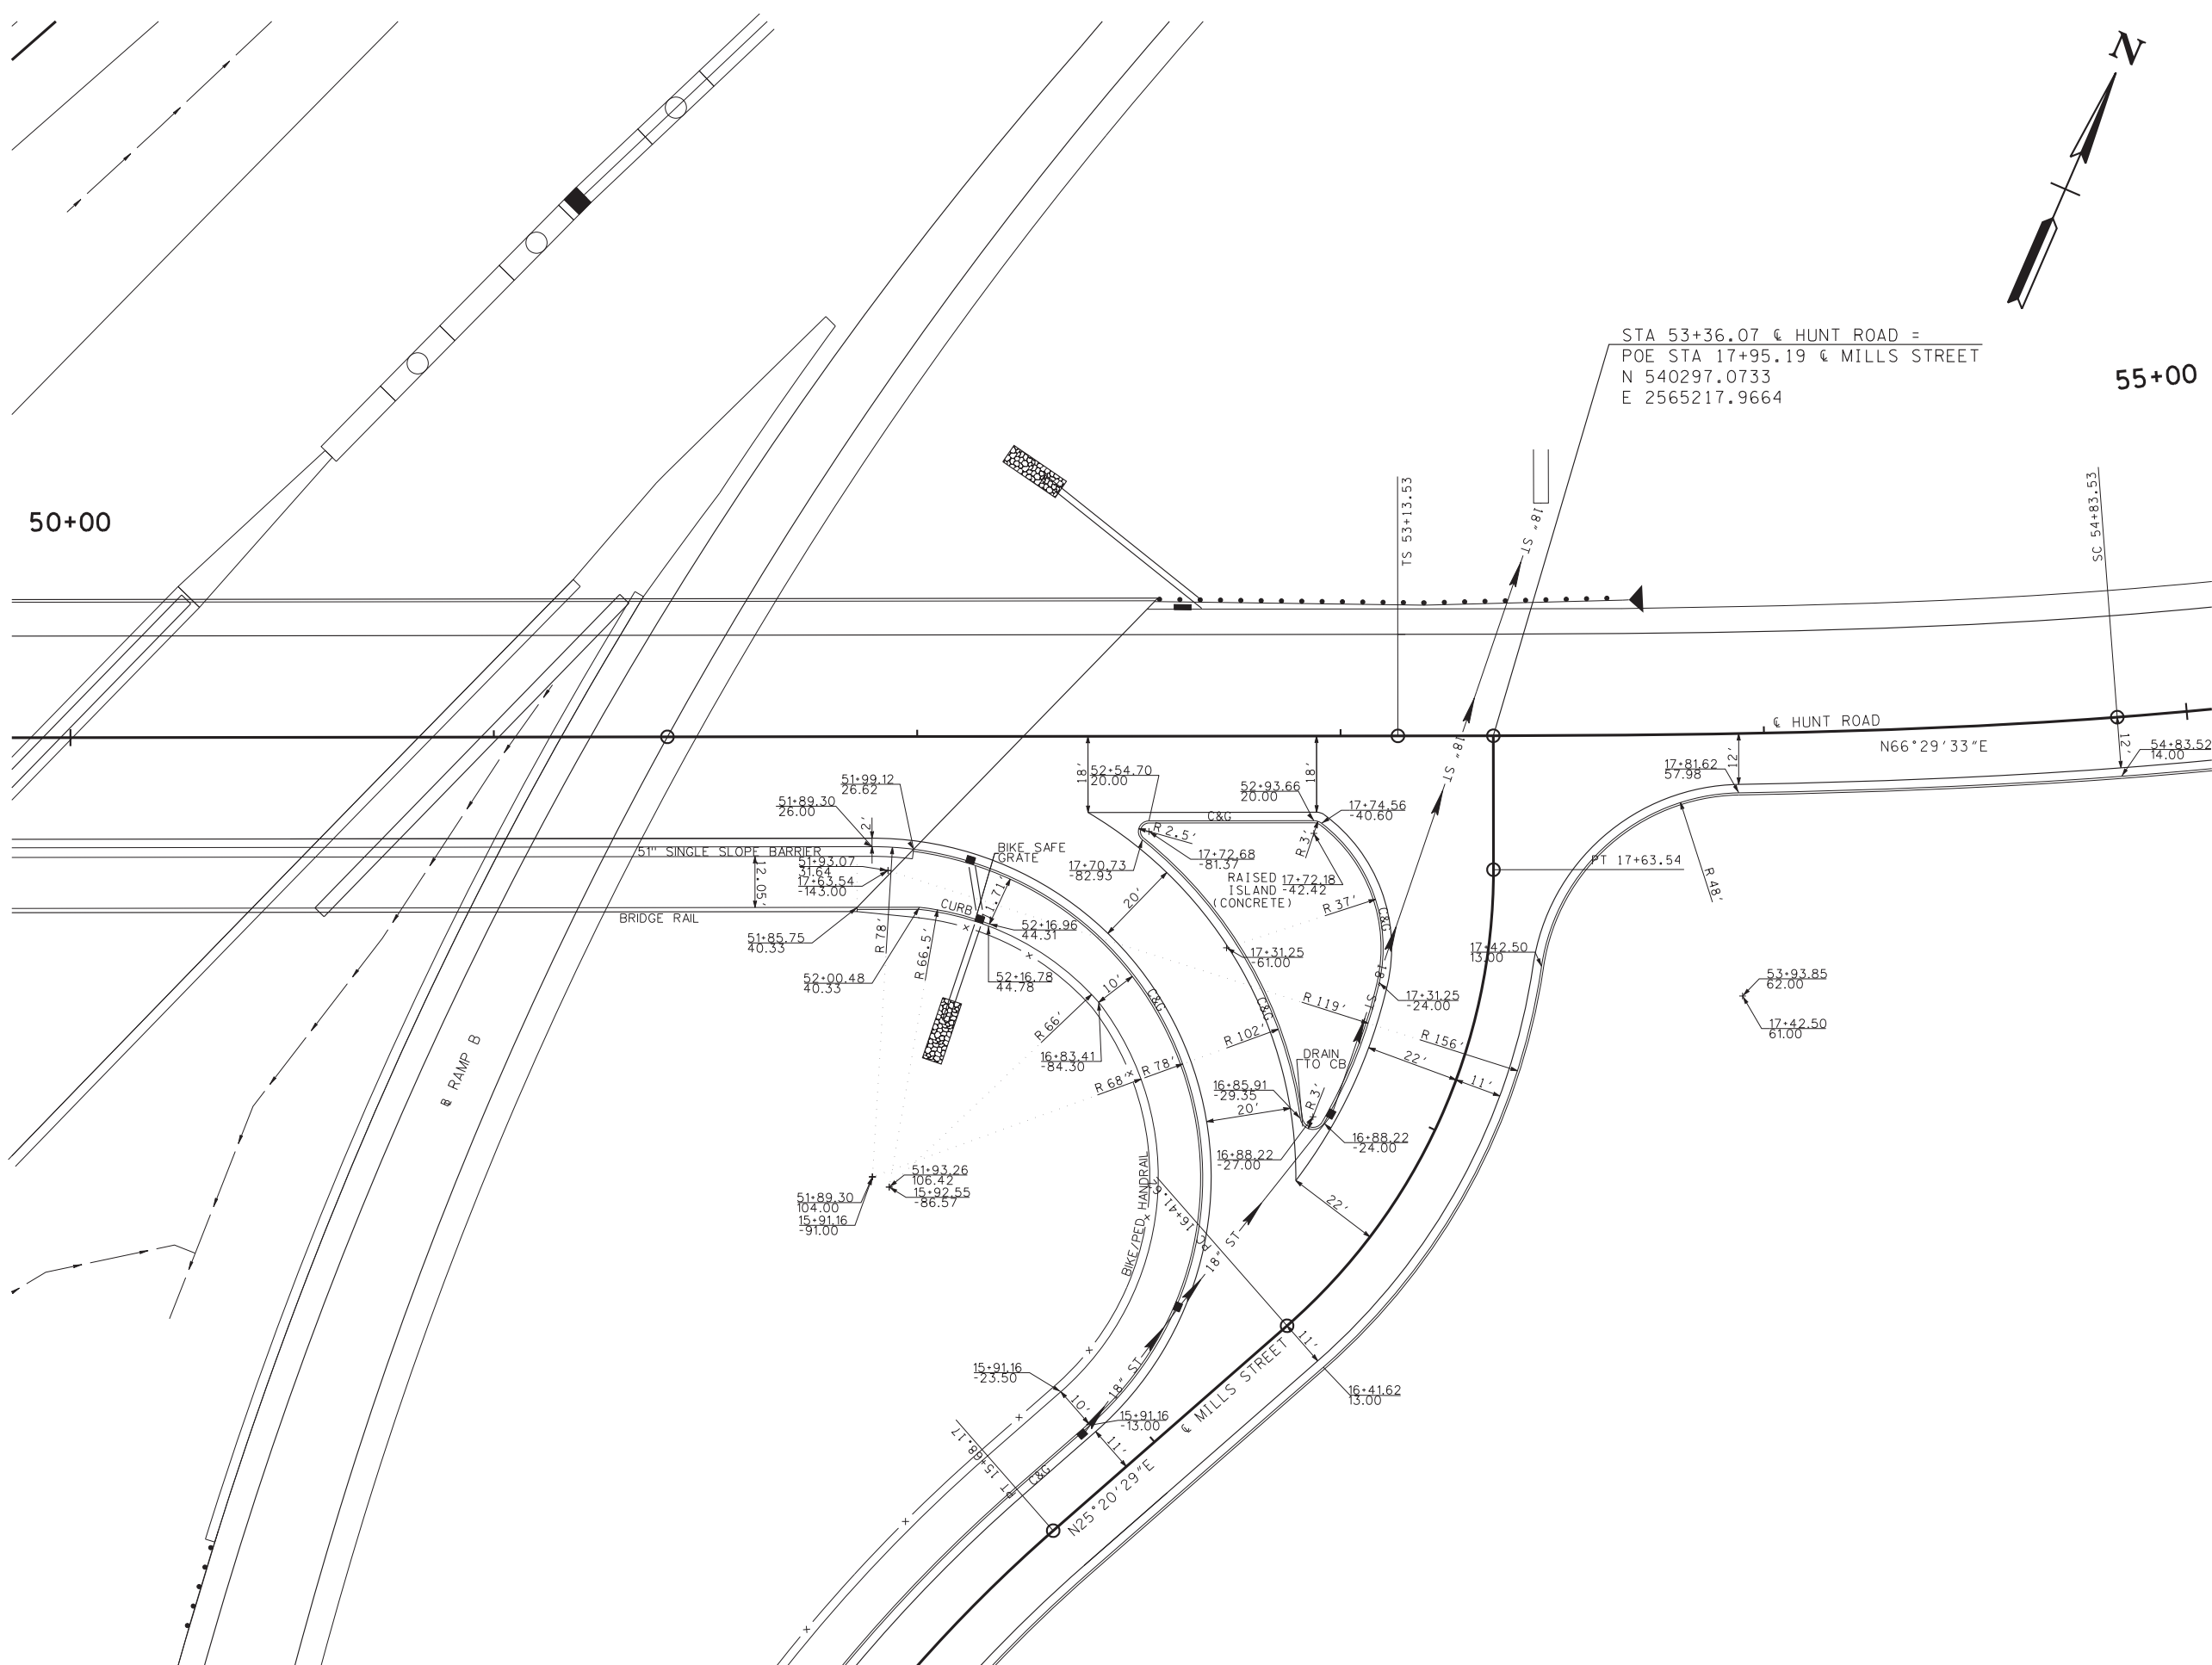 N
STA 53+36.07 ℄ HUNT ROAD =
POE STA 17+95.19 ℄ MILLS STREET
N 540297.0733
E 2565217.9664
55+00
50+00
TS 53+13.53
18" ST
SC 54+83.53
℄ HUNT ROAD
N66°29'33"E
12'
12'
54+83.52
14.00
17+81.62
57.98
18'
52+54.70
20.00
18'
52+93.66
20.00
17+74.56
-40.60
C&G
R 2.5'
R 3'
18" ST
51+99.12
26.62
51+89.30
26.00
2'
51" SINGLE SLOPE BARRIER
51+93.07
31.64
17+63.54
-143.00
BIKE SAFE
GRATE
12.05'
17+70.73
-82.93
17+72.68
-81.37
RAISED
ISLAND
(CONCRETE)
17+72.18
-42.42
R 37'
C&G
PT 17+63.54
R 48'
BRIDGE RAIL
CURB
11.71'
20'
51+85.75
40.33
R 78'
R 66.5'
52+16.96
44.31
52+00.48
40.33
52+16.78
44.78
17+31.25
-61.00
17+42.50
13.00
53+93.85
62.00
17+42.50
61.00
10'
C&G
C&G
18" ST
17+31.25
-24.00
R 119'
R 66'
R 102'
R 156'
16+83.41
-84.30
DRAIN
TO CB
22'
11'
℄ RAMP B
R 68'
R 78'
16+85.91
-29.35
R 3'
20'
16+88.22
-27.00
16+88.22
-24.00
51+93.26
106.42
15+92.55
-86.57
51+89.30
104.00
15+91.16
-91.00
BIKE/PED HANDRAIL
PC 16+41.62
22'
18" ST
11'
℄ MILLS STREET
16+41.62
13.00
15+91.16
-23.50
10'
18" ST
15+91.16
-13.00
11'
PT 15+68.17
C&G
N25°20'29"E